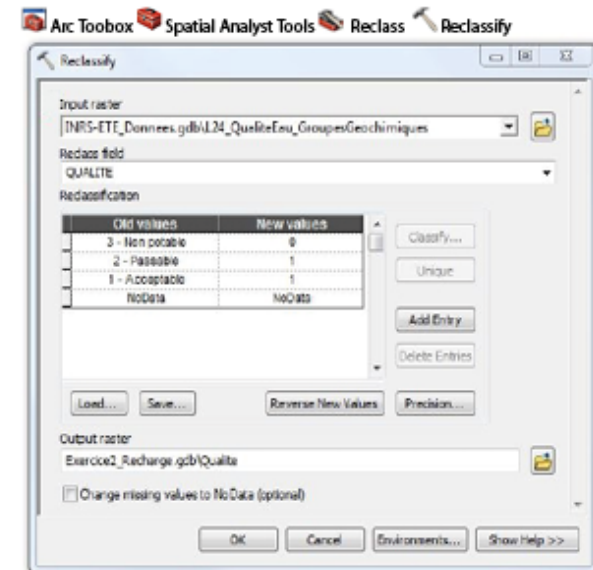 Arc Toobox Spatial Analyst Tools Reclass Reclassify
Reclassify
Input raster
INRS-ETE_Donnees.gdb\L24_QualiteEau_GroupesGeochimiques
Reclass field
QUALITE
Reclassification
Old values New values
3 - Non potable 0
2 - Passable 1
1 - Acceptable 1
NoData NoData
Classify...
Unique
Add Entry
Delete Entries
Load... Save... Reverse New Values Precision...
Output raster
Exercice2_Recharge.gdb\Qualite
Change missing values to NoData (optional)
OK Cancel Environments... Show Help >>